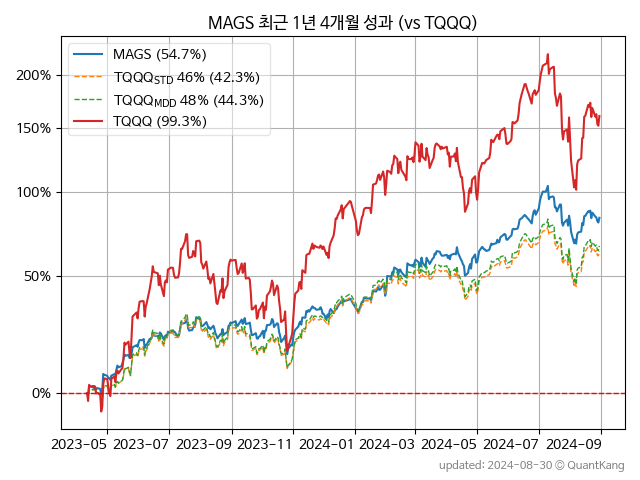 MAGS 최근 1년 4개월 성과 (vs TQQQ)
MAGS (54.7%)
TQQQSTD 46% (42.3%)
TQQQMDD 48% (44.3%)
TQQQ (99.3%)
200%
150%
100%
50%
0%
2023-05 2023-07 2023-09 2023-11 2024-01 2024-03 2024-05 2024-07 2024-09
updated: 2024-08-30 © QuantKang